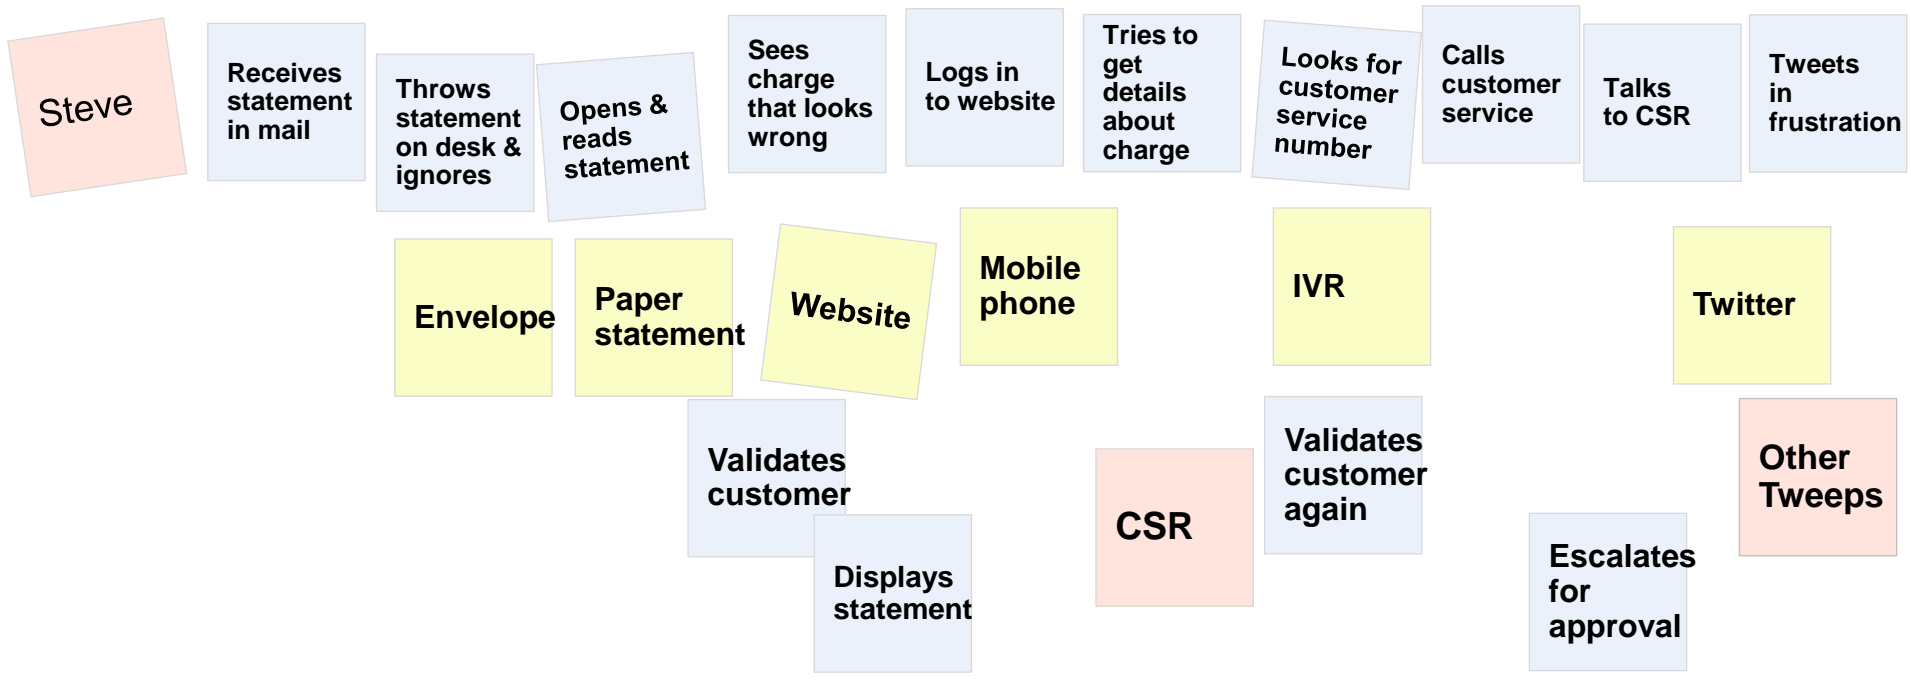 Steve
Receives
statement
in mail
Throws
statement
on desk &
ignores
Opens &
reads
statement
Sees
charge
that looks
wrong
Logs in
to website
Tries to
get
details
about
charge
Looks for
customer
service
number
Calls
customer
service
Talks
to CSR
Tweets
in
frustration
Envelope
Paper
statement
Website
Mobile
phone
IVR
Twitter
Validates
customer
Displays
statement
CSR
Validates
customer
again
Escalates
for
approval
Other
Tweeps